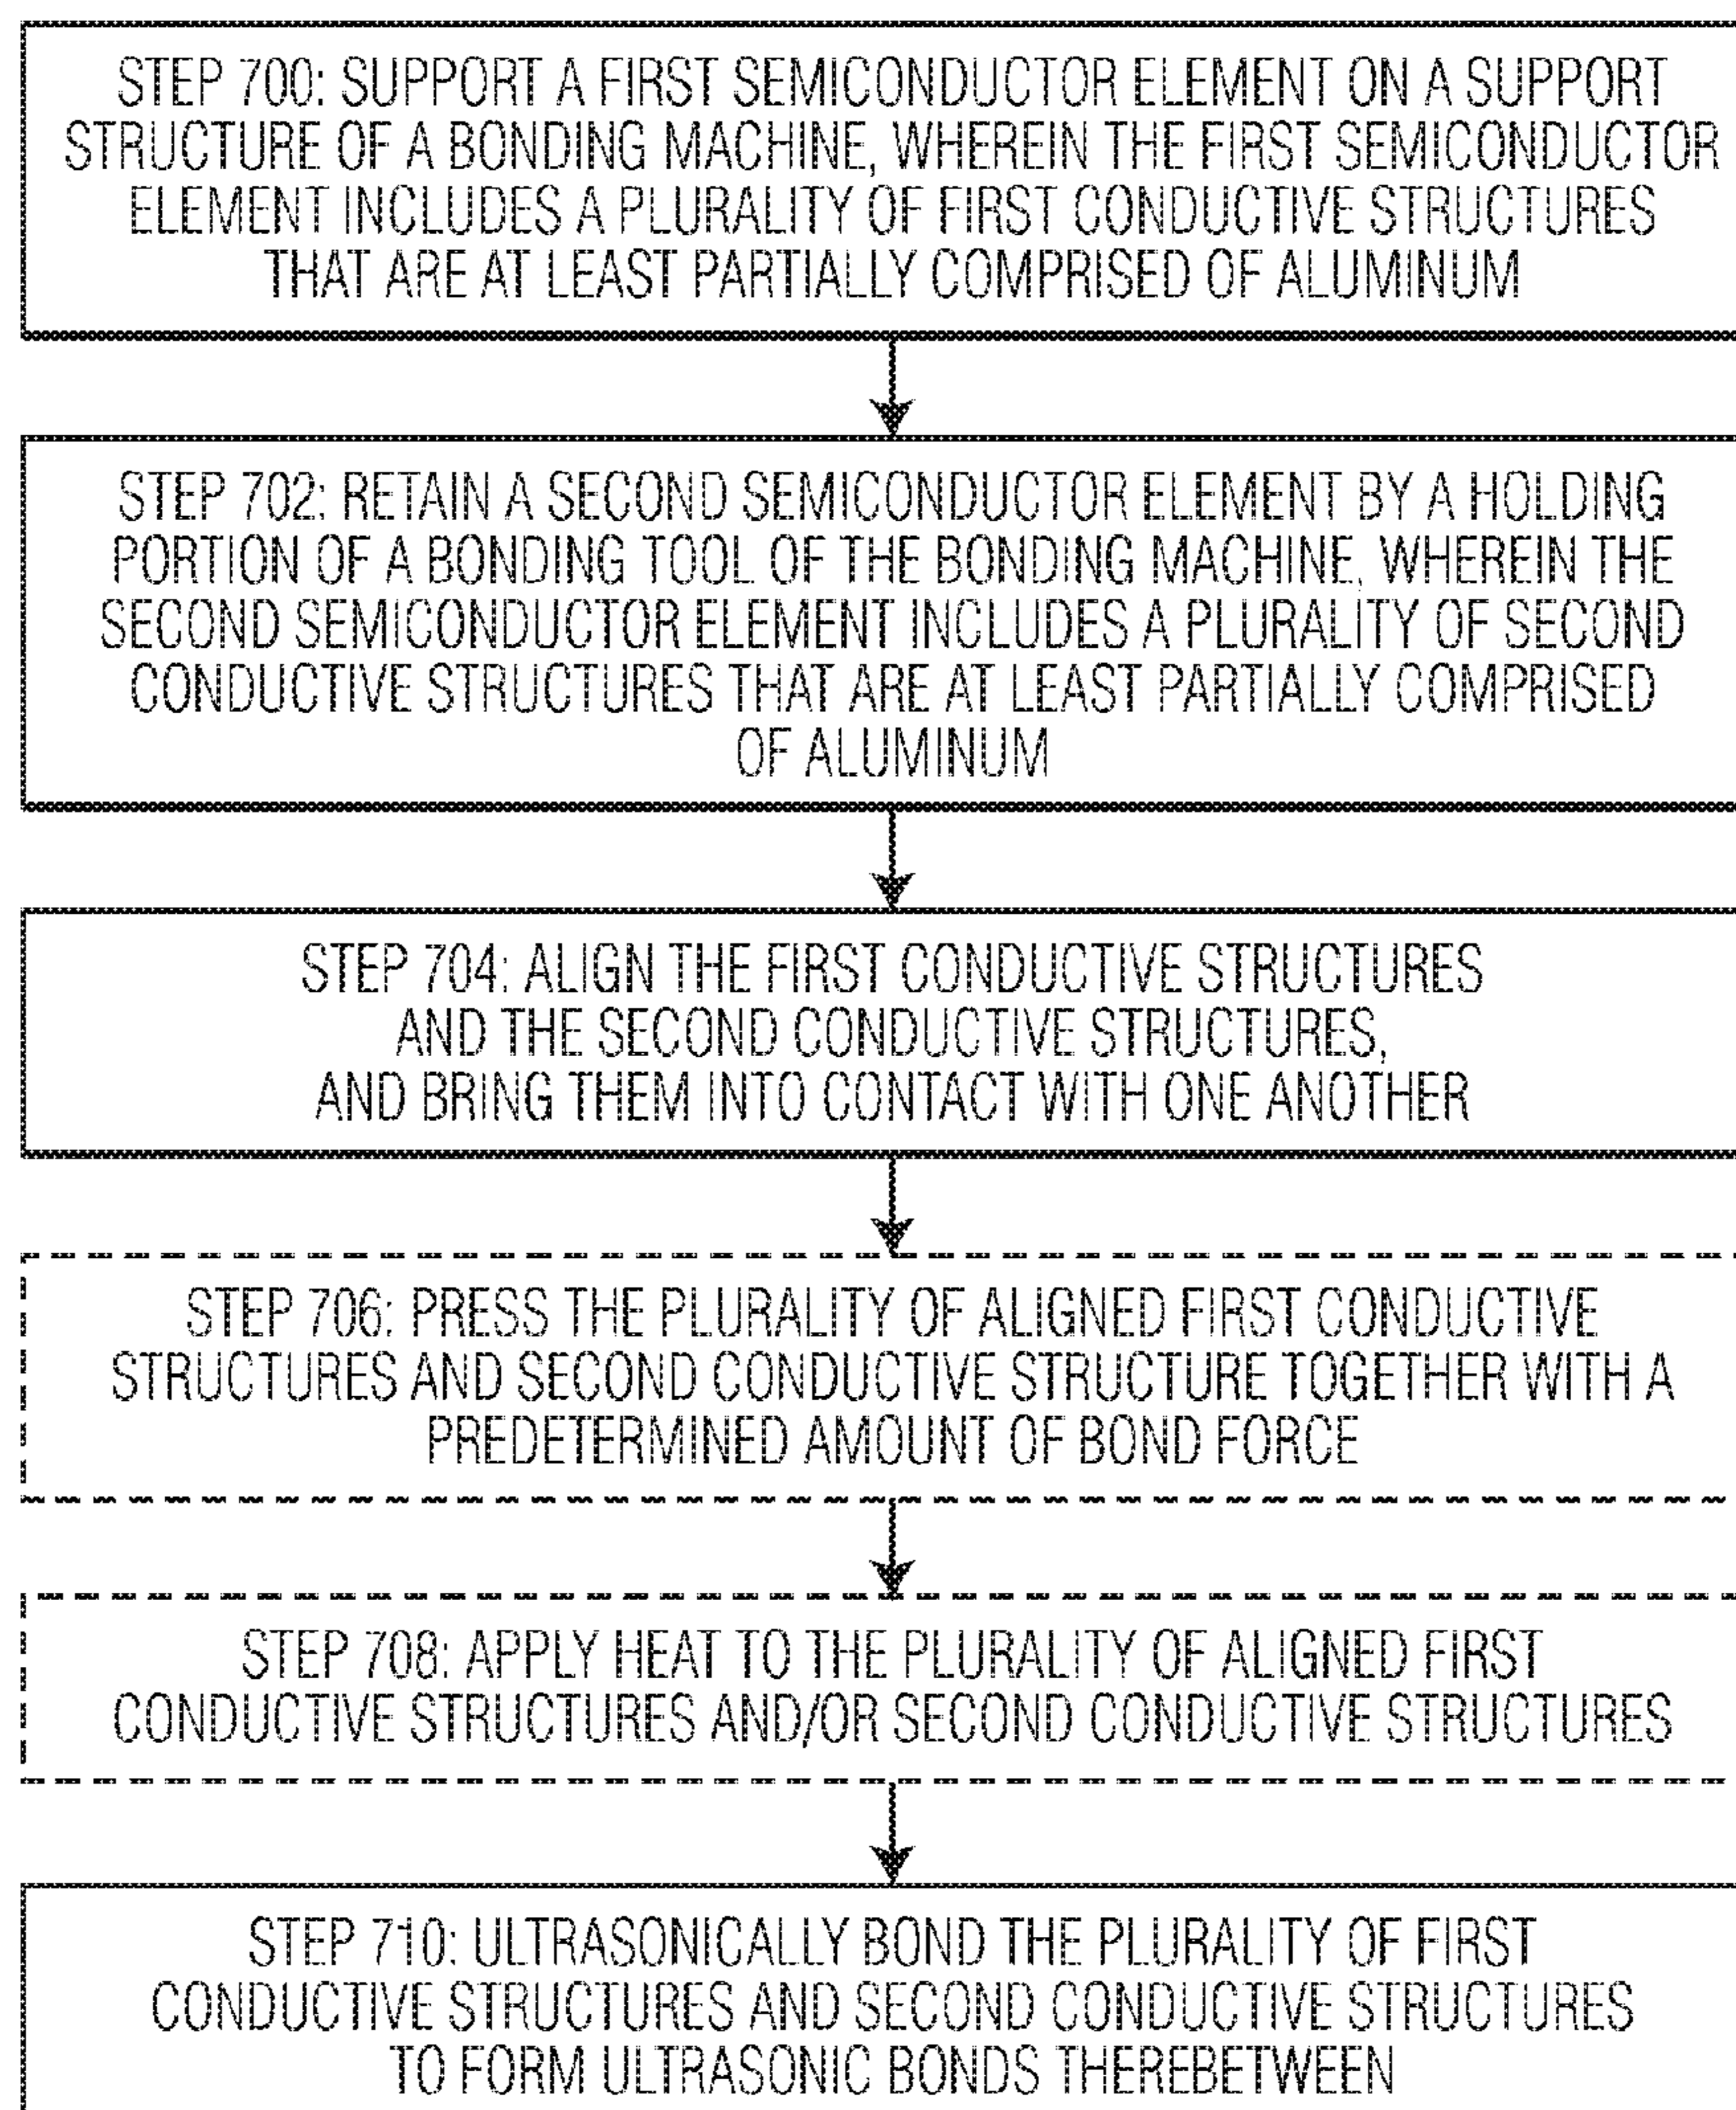 STEP 700: SUPPORT A FIRST SEMICONDUCTOR ELEMENT ON A SUPPORT
STRUCTURE OF A BONDING MACHINE, WHEREIN THE FIRST SEMICONDUCTOR
ELEMENT INCLUDES A PLURALITY OF FIRST CONDUCTIVE STRUCTURES
THAT ARE AT LEAST PARTIALLY COMPRISED OF ALUMINUM
STEP 702: RETAIN A SECOND SEMICONDUCTOR ELEMENT BY A HOLDING
PORTION OF A BONDING TOOL OF THE BONDING MACHINE, WHEREIN THE
SECOND SEMICONDUCTOR ELEMENT INCLUDES A PLURALITY OF SECOND
CONDUCTIVE STRUCTURES THAT ARE AT LEAST PARTIALLY COMPRISED
OF ALUMINUM
STEP 704: ALIGN THE FIRST CONDUCTIVE STRUCTURES
AND THE SECOND CONDUCTIVE STRUCTURES,
AND BRING THEM INTO CONTACT WITH ONE ANOTHER
STEP 706: PRESS THE PLURALITY OF ALIGNED FIRST CONDUCTIVE
STRUCTURES AND SECOND CONDUCTIVE STRUCTURE TOGETHER WITH A
PREDETERMINED AMOUNT OF BOND FORCE
STEP 708: APPLY HEAT TO THE PLURALITY OF ALIGNED FIRST
CONDUCTIVE STRUCTURES AND/OR SECOND CONDUCTIVE STRUCTURES
STEP 710: ULTRASONICALLY BOND THE PLURALITY OF FIRST
CONDUCTIVE STRUCTURES AND SECOND CONDUCTIVE STRUCTURES
TO FORM ULTRASONIC BONDS THEREBETWEEN